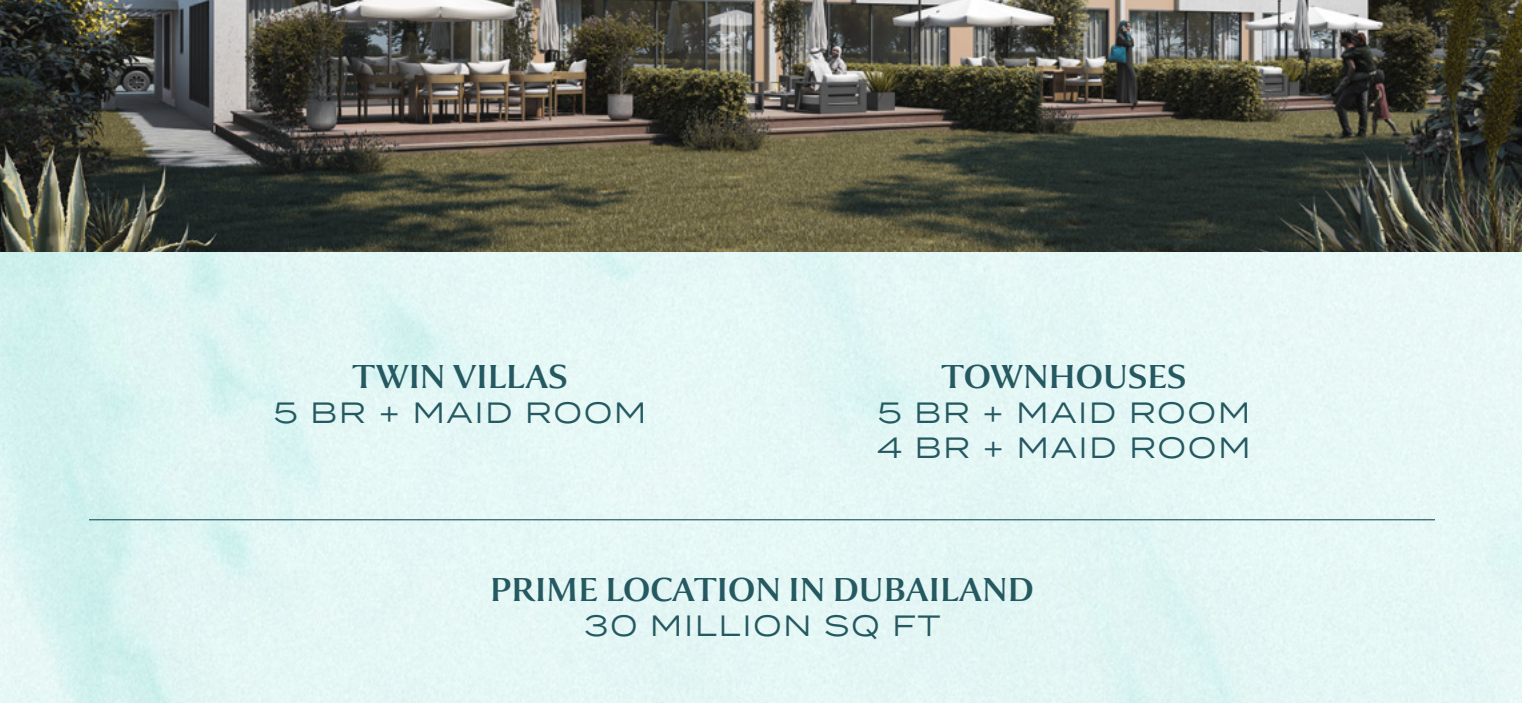 TWIN VILLAS
5 BR + MAID ROOM
TOWNHOUSES
5 BR + MAID ROOM
4 BR + MAID ROOM
PRIME LOCATION IN DUBAILAND
30 MILLION SQ FT